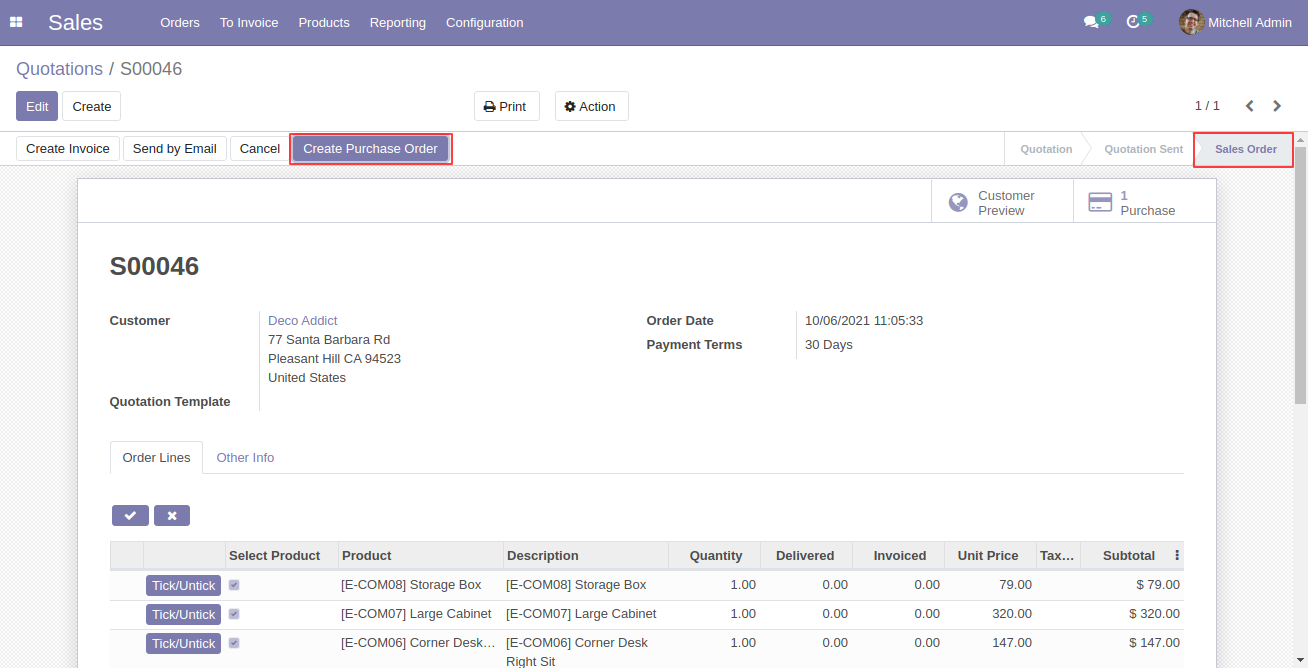 Sales Orders To Invoice Products Reporting Configuration 6 5 Mitchell Admin
Quotations / S00046
Edit Create Print Action 1 / 1
Create Invoice Send by Email Cancel Create Purchase Order Quotation Quotation Sent Sales Order
Customer Preview 1 Purchase
S00046
Customer Deco Addict Order Date 10/06/2021 11:05:33
77 Santa Barbara Rd Payment Terms 30 Days
Pleasant Hill CA 94523
United States
Quotation Template
Order Lines Other Info
Select Product Product Description Quantity Delivered Invoiced Unit Price Tax… Subtotal
Tick/Untick [E-COM08] Storage Box [E-COM08] Storage Box 1.00 0.00 0.00 79.00 $ 79.00
Tick/Untick [E-COM07] Large Cabinet [E-COM07] Large Cabinet 1.00 0.00 0.00 320.00 $ 320.00
Tick/Untick [E-COM06] Corner Desk… [E-COM06] Corner Desk 1.00 0.00 0.00 147.00 $ 147.00
Right Sit